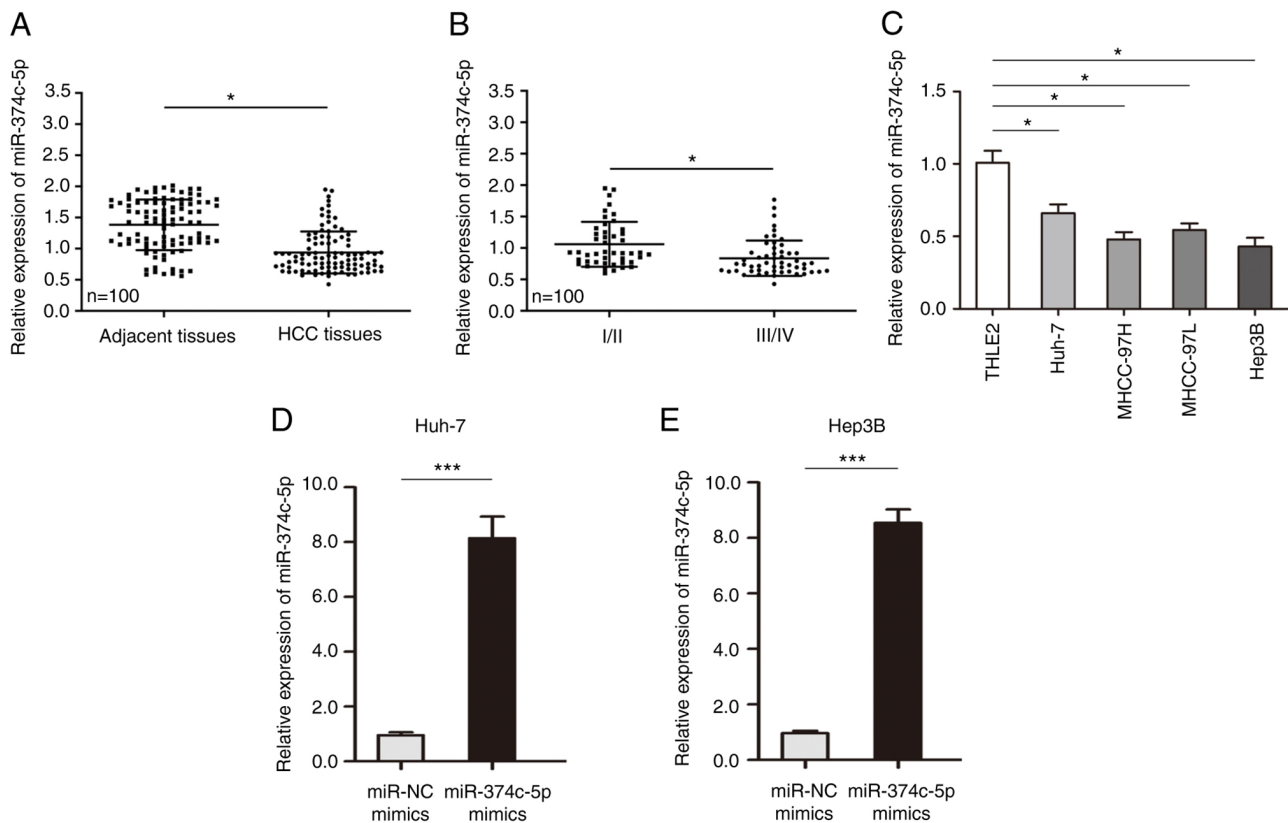 A
Relative expression of miR-374c-5p
3.5
3.0
2.5
2.0
1.5
1.0
0.5
0.0
*
n=100
Adjacent tissues
HCC tissues
B
Relative expression of miR-374c-5p
3.5
3.0
2.5
2.0
1.5
1.0
0.5
0.0
*
n=100
I/II
III/IV
C
Relative expression of miR-374c-5p
1.5
1.0
0.5
0.0
*
*
*
*
THLE2
Huh-7
MHCC-97H
MHCC-97L
Hep3B
D
Huh-7
Relative expression of miR-374c-5p
10.0
8.0
6.0
4.0
2.0
0.0
***
miR-NC
mimics
miR-374c-5p
mimics
E
Hep3B
Relative expression of miR-374c-5p
10.0
8.0
6.0
4.0
2.0
0.0
***
miR-NC
mimics
miR-374c-5p
mimics